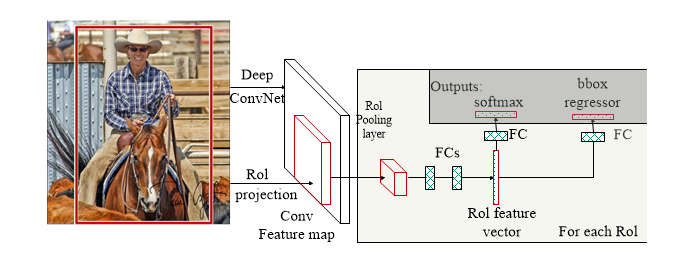 Deep
ConvNet
RoI
projection
Conv
Feature map
RoI
Pooling
layer
FCs
Outputs:
softmax
bbox
regressor
FC
FC
RoI feature
vector
For each RoI